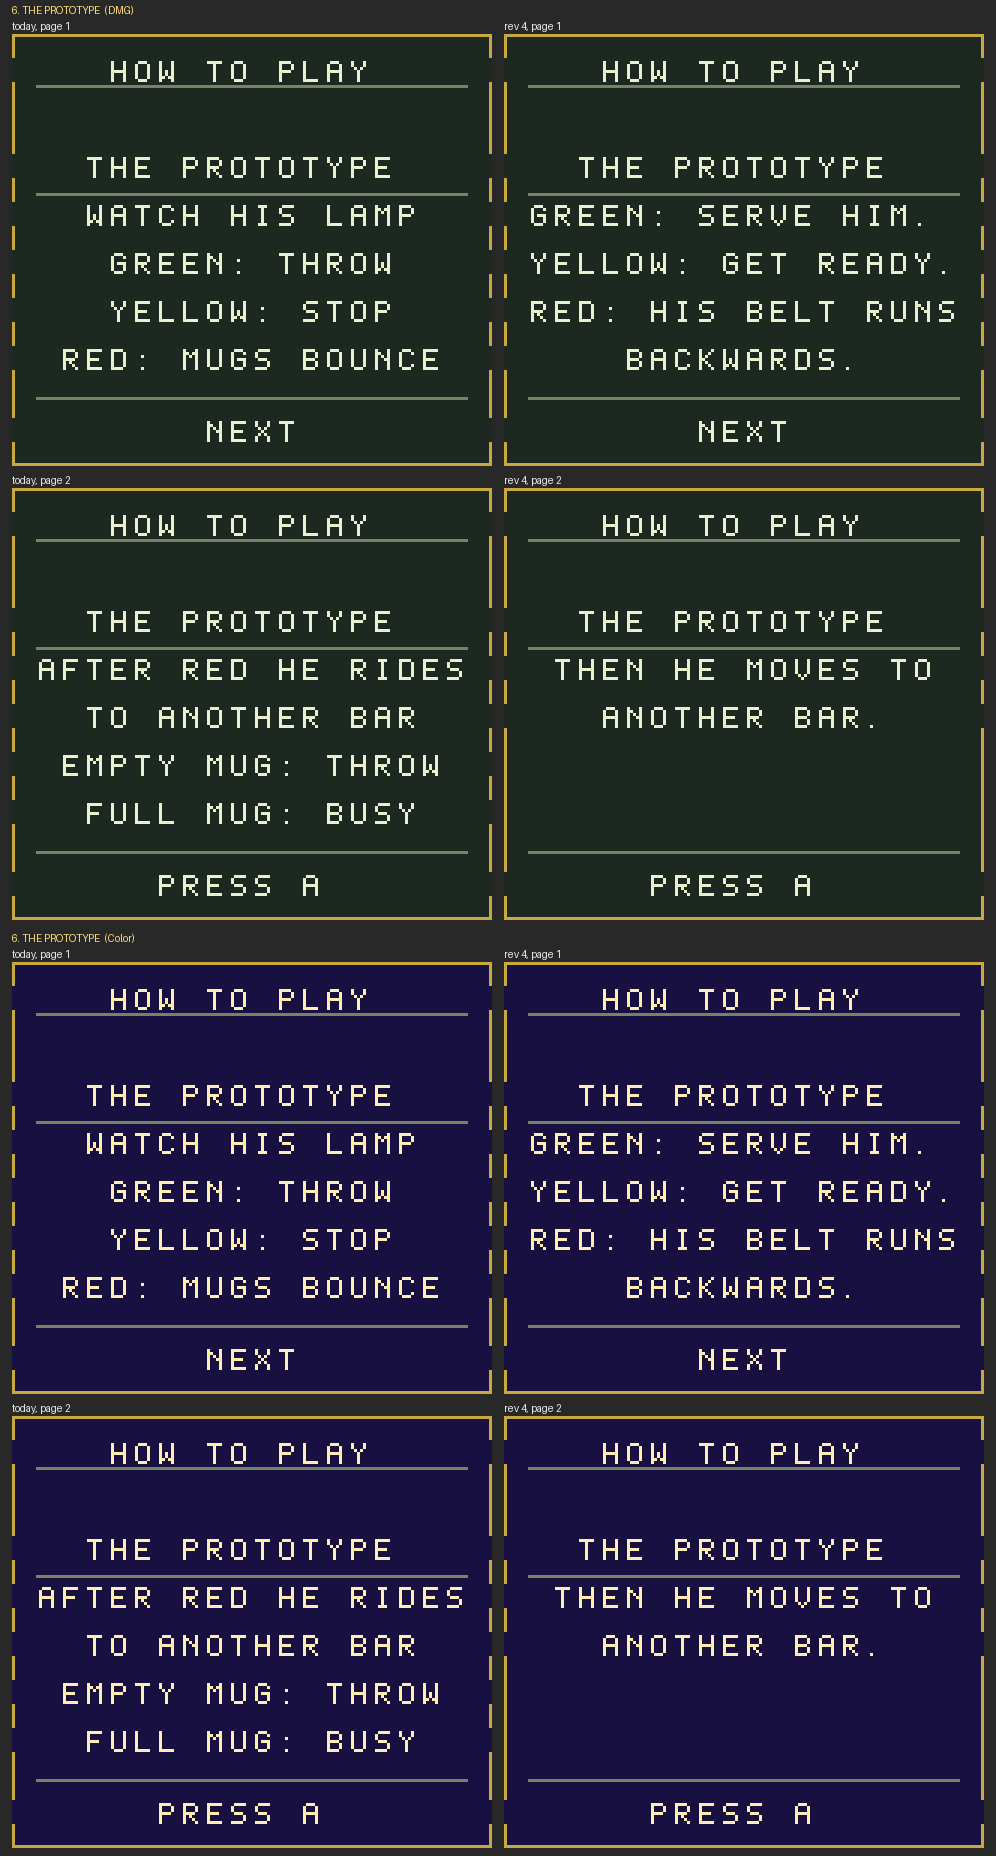 6. THE PROTOTYPE (DMG)
today, page 1
HOW TO PLAY
THE PROTOTYPE
WATCH HIS LAMP
GREEN: THROW
YELLOW: STOP
RED: MUGS BOUNCE
NEXT
rev 4, page 1
HOW TO PLAY
THE PROTOTYPE
GREEN: SERVE HIM.
YELLOW: GET READY.
RED: HIS BELT RUNS
BACKWARDS.
NEXT
today, page 2
HOW TO PLAY
THE PROTOTYPE
AFTER RED HE RIDES
TO ANOTHER BAR
EMPTY MUG: THROW
FULL MUG: BUSY
PRESS A
rev 4, page 2
HOW TO PLAY
THE PROTOTYPE
THEN HE MOVES TO
ANOTHER BAR.
PRESS A
6. THE PROTOTYPE (Color)
today, page 1
HOW TO PLAY
THE PROTOTYPE
WATCH HIS LAMP
GREEN: THROW
YELLOW: STOP
RED: MUGS BOUNCE
NEXT
rev 4, page 1
HOW TO PLAY
THE PROTOTYPE
GREEN: SERVE HIM.
YELLOW: GET READY.
RED: HIS BELT RUNS
BACKWARDS.
NEXT
today, page 2
HOW TO PLAY
THE PROTOTYPE
AFTER RED HE RIDES
TO ANOTHER BAR
EMPTY MUG: THROW
FULL MUG: BUSY
PRESS A
rev 4, page 2
HOW TO PLAY
THE PROTOTYPE
THEN HE MOVES TO
ANOTHER BAR.
PRESS A